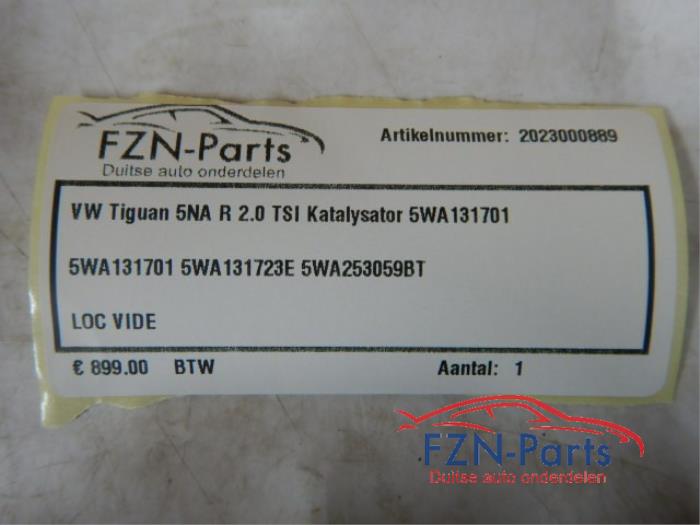 FZN-Parts
Duitse auto onderdelen
Artikelnummer: 2023000889
VW Tiguan 5NA R 2.0 TSI Katalysator 5WA131701
5WA131701 5WA131723E 5WA253059BT
LOC VIDE
€ 899.00 BTW Aantal: 1
FZN-Parts
Duitse auto onderdelen